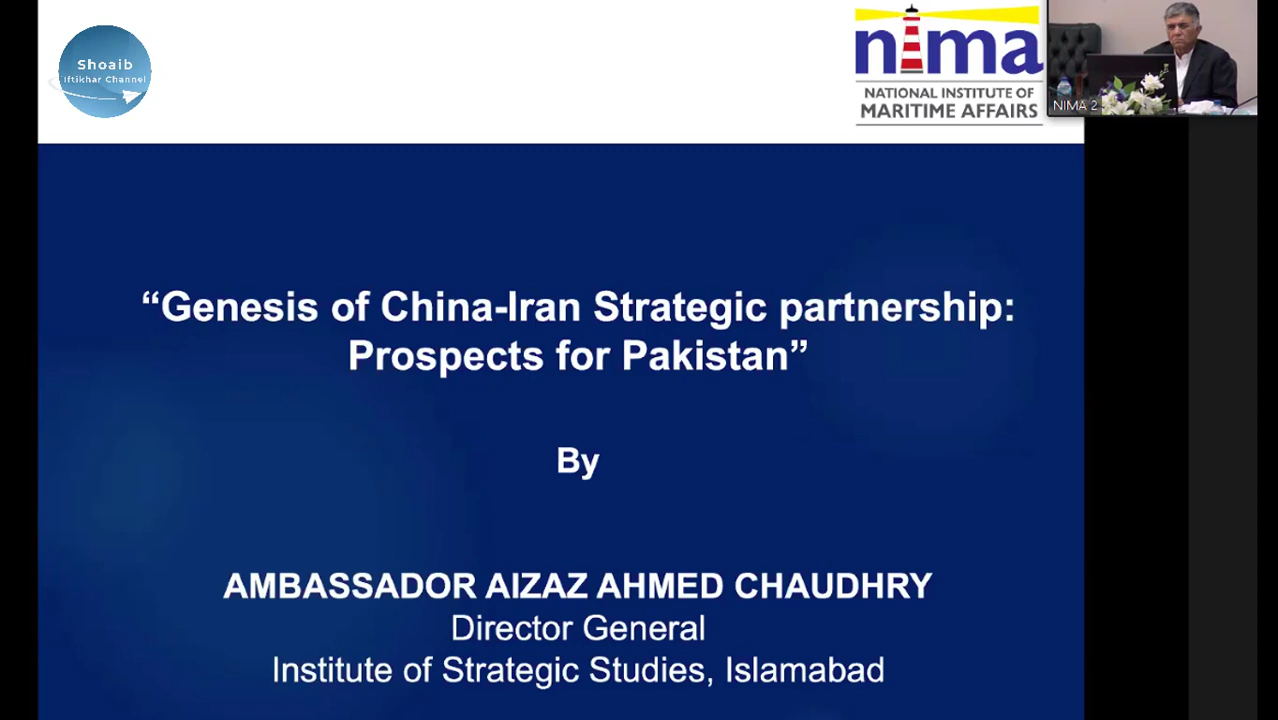 Shoaib
Iftikhar Channel
nima
NATIONAL INSTITUTE OF
MARITIME AFFAIRS
NIMA 2
“Genesis of China-Iran Strategic partnership:
Prospects for Pakistan”
By
AMBASSADOR AIZAZ AHMED CHAUDHRY
Director General
Institute of Strategic Studies, Islamabad